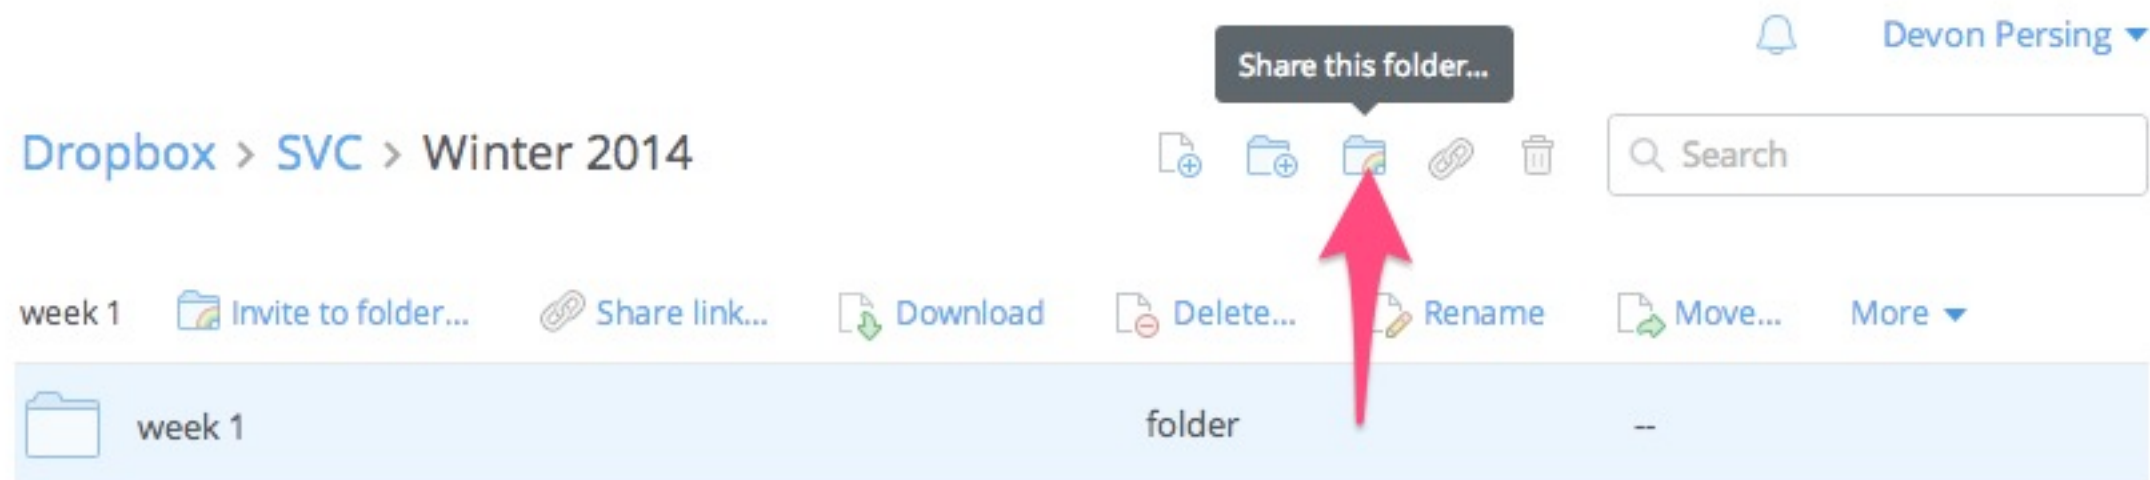 Devon Persing
Share this folder...
Dropbox > SVC > Winter 2014
Search
week 1 Invite to folder... Share link... Download Delete... Rename Move... More
week 1 folder --